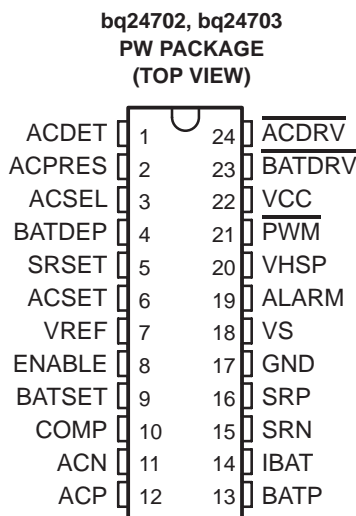 bq24702, bq24703
PW PACKAGE
(TOP VIEW)
ACDET 1 24 ACDRV
ACPRES 2 23 BATDRV
ACSEL 3 22 VCC
BATDEP 4 21 PWM
SRSET 5 20 VHSP
ACSET 6 19 ALARM
VREF 7 18 VS
ENABLE 8 17 GND
BATSET 9 16 SRP
COMP 10 15 SRN
ACN 11 14 IBAT
ACP 12 13 BATP